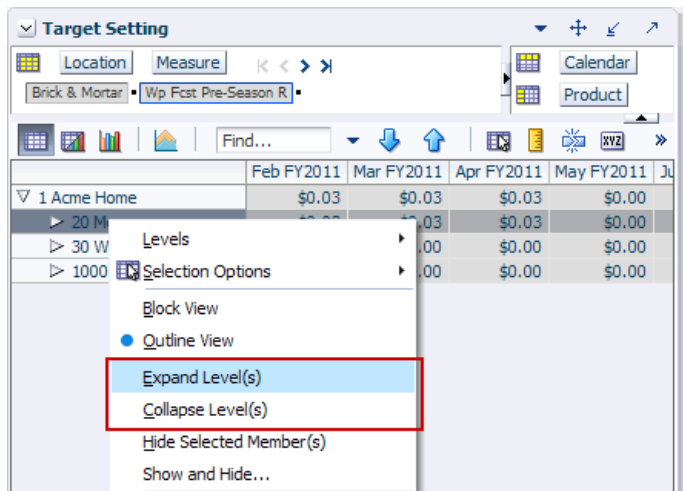 Target Setting
Location Measure Calendar
Brick & Mortar Wp Fcst Pre-Season R Product
Find... XYZ
Feb FY2011 Mar FY2011 Apr FY2011 May FY2011
1 Acme Home $0.03 $0.03 $0.03 $0.00
20 $0.03 $0.00
30 W .00 $0.00 $0.00
1000 .00 $0.00 $0.00
Levels
Selection Options
Block View
Outline View
Expand Level(s)
Collapse Level(s)
Hide Selected Member(s)
Show and Hide...